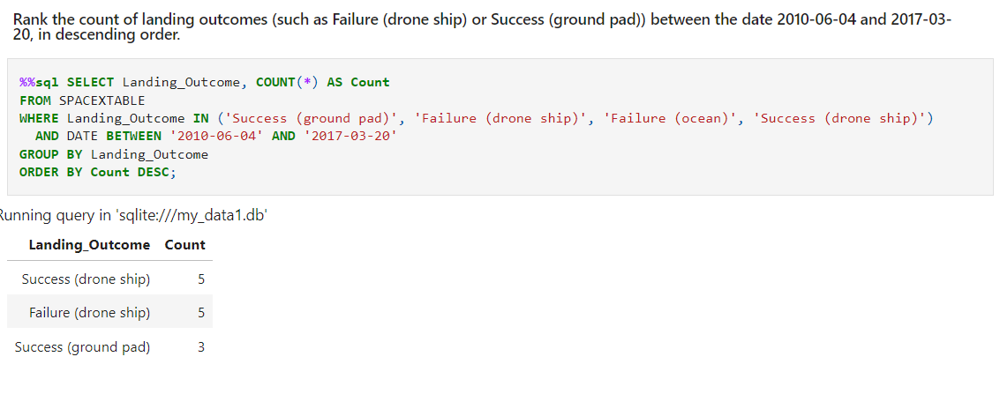 Rank the count of landing outcomes (such as Failure (drone ship) or Success (ground pad)) between the date 2010-06-04 and 2017-03-
20, in descending order.
%%sql SELECT Landing_Outcome, COUNT(*) AS Count
FROM SPACEXTABLE
WHERE Landing_Outcome IN ('Success (ground pad)', 'Failure (drone ship)', 'Failure (ocean)', 'Success (drone ship)')
AND DATE BETWEEN '2010-06-04' AND '2017-03-20'
GROUP BY Landing_Outcome
ORDER BY Count DESC;
Running query in 'sqlite:///my_data1.db'
Landing_Outcome Count
Success (drone ship) 5
Failure (drone ship) 5
Success (ground pad) 3